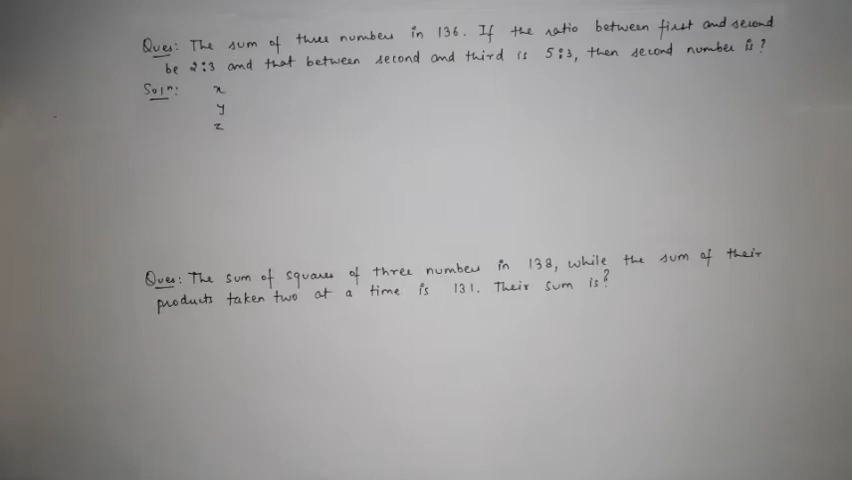 Ques: The sum of three numbers in 136. If the ratio between first and second
be 2:3 and that between second and third is 5:3, then second number is?
Solⁿ: x
y
z
Ques: The sum of squares of three numbers in 138, while the sum of their
products taken two at a time is 131. Their sum is?